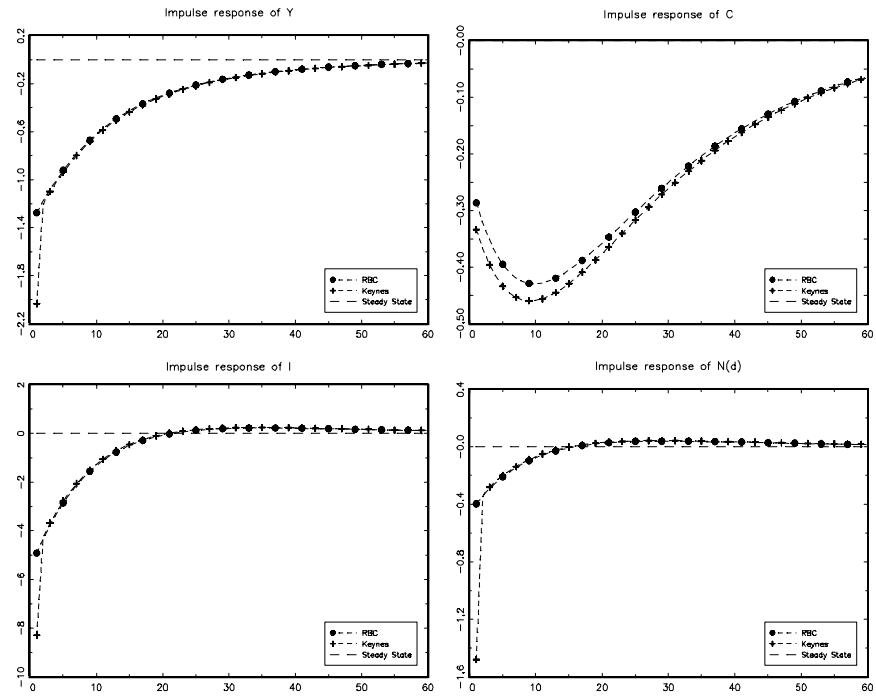 Impulse response of Y
0.2
-0.2
-0.6
-1.0
-1.4
-1.8
-2.2
0 10 20 30 40 50 60
RBC
Keynes
Steady State
Impulse response of C
-0.00
-0.10
-0.20
-0.30
-0.40
-0.50
0 10 20 30 40 50 60
RBC
Keynes
Steady State
Impulse response of I
2
0
-2
-4
-6
-8
-10
0 10 20 30 40 50 60
RBC
Keynes
Steady State
Impulse response of N(d)
0.4
-0.0
-0.4
-0.8
-1.2
-1.6
0 10 20 30 40 50 60
RBC
Keynes
Steady State